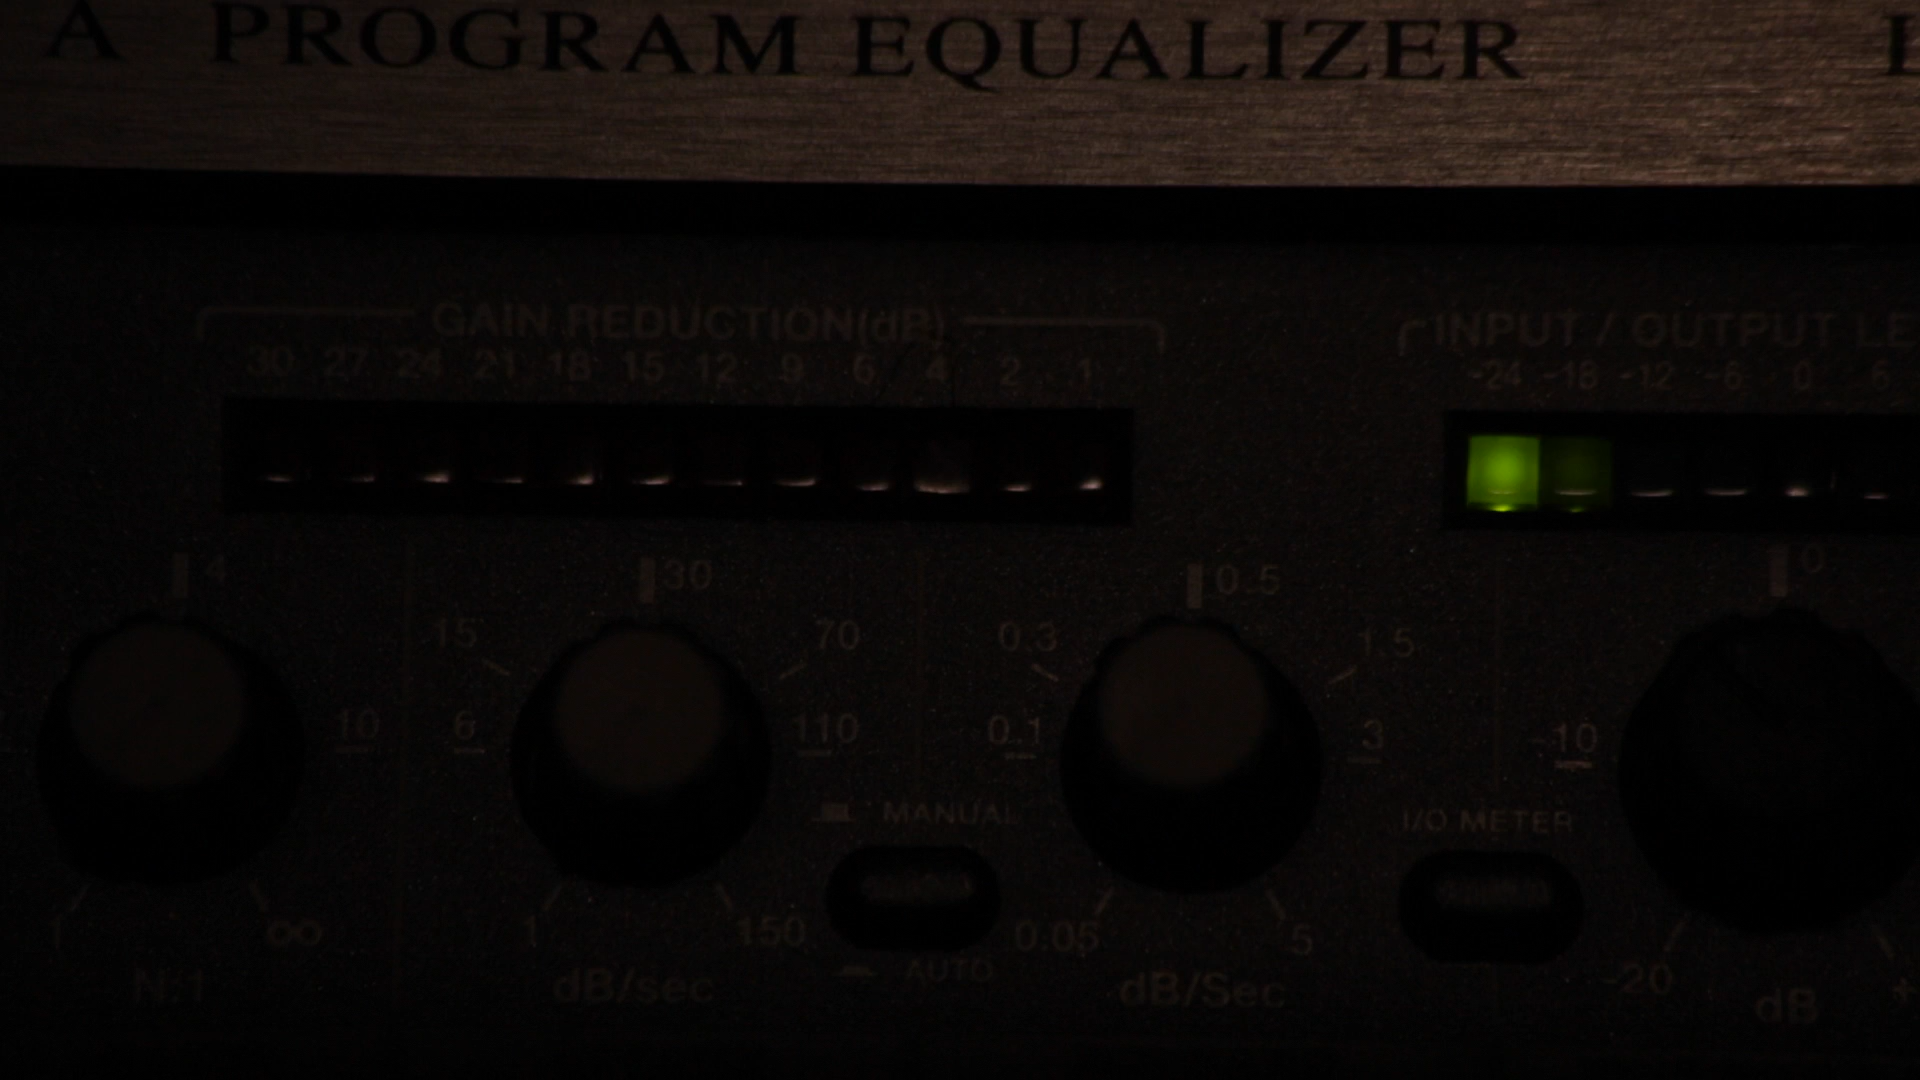 A PROGRAM EQUALIZER L
GAIN REDUCTION(dB)
30 27 24 21 18 15 12 9 6 4 2 1
INPUT / OUTPUT LE
-24 -18 -12 -6 0 6
4
10
1
∞
N:1
30
15
70
6
110
1
150
dB/sec
MANUAL
AUTO
0.5
0.3
1.5
0.1
3
0.05
5
dB/Sec
I/O METER
0
-10
-20
+
dB